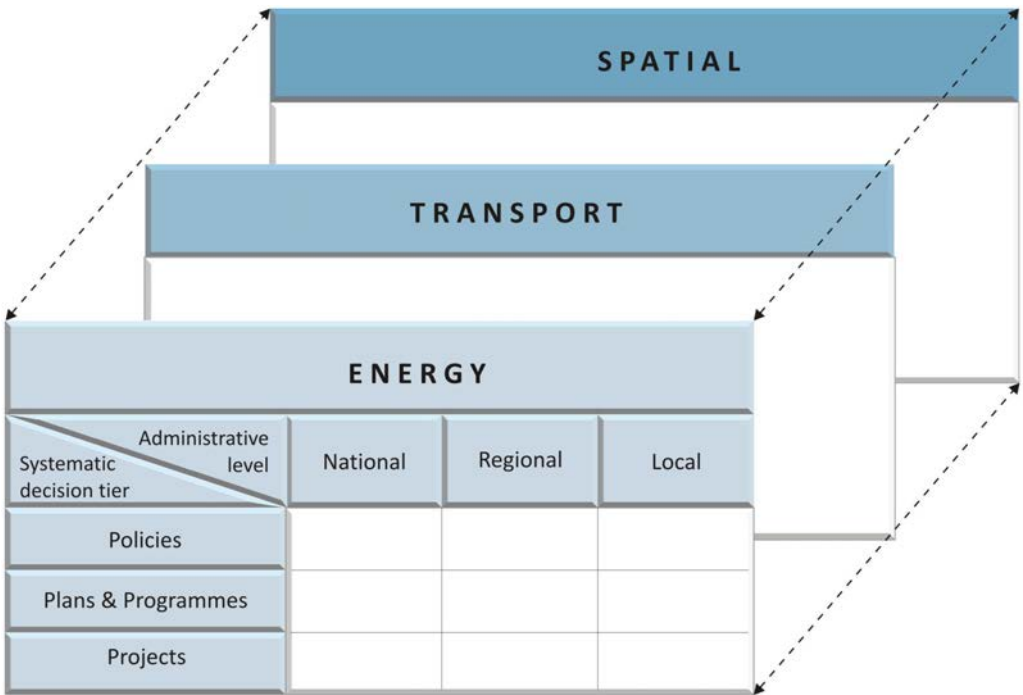 SPATIAL
TRANSPORT
ENERGY
Administrative
level
Systematic
decision tier
National
Regional
Local
Policies
Plans & Programmes
Projects